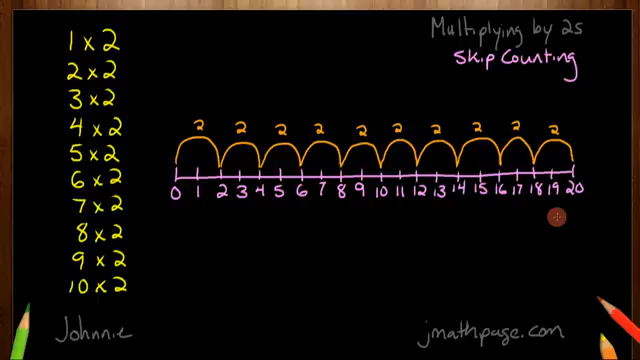 Multiplying by 2s
Skip Counting
1 x 2
2 x 2
3 x 2
4 x 2
5 x 2
6 x 2
7 x 2
8 x 2
9 x 2
10 x 2
2 2 2 2 2 2 2 2 2 2
0 1 2 3 4 5 6 7 8 9 10 11 12 13 14 15 16 17 18 19 20
Johnnie
jmathpage.com